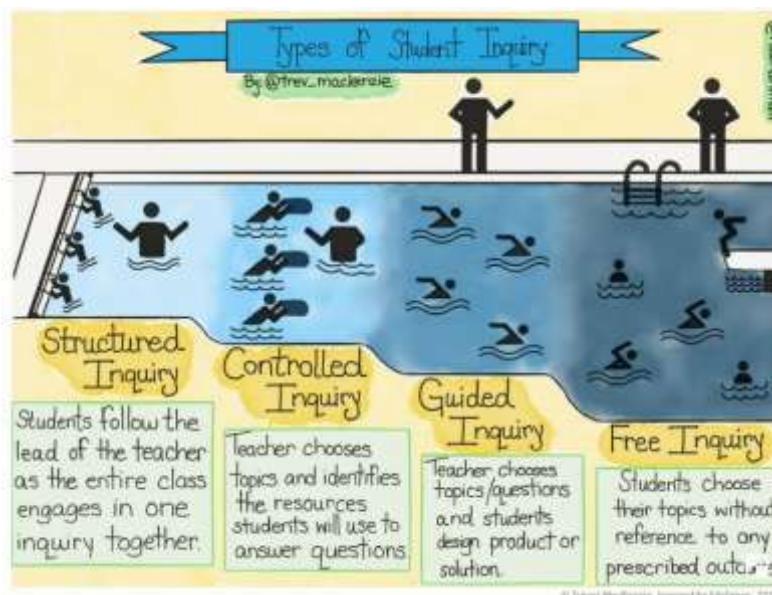 Types of Student Inquiry
By: @trev_mackenzie
Structured
Inquiry
Students follow the
lead of the teacher
as the entire class
engages in one
inquiry together.
Controlled
Inquiry
Teacher chooses
topics and identifies
the resources
students will use to
answer questions
Guided
Inquiry
Teacher chooses
topics/questions
and students
design product or
solution.
Free Inquiry
Students choose
their topics without
reference to any
prescribed